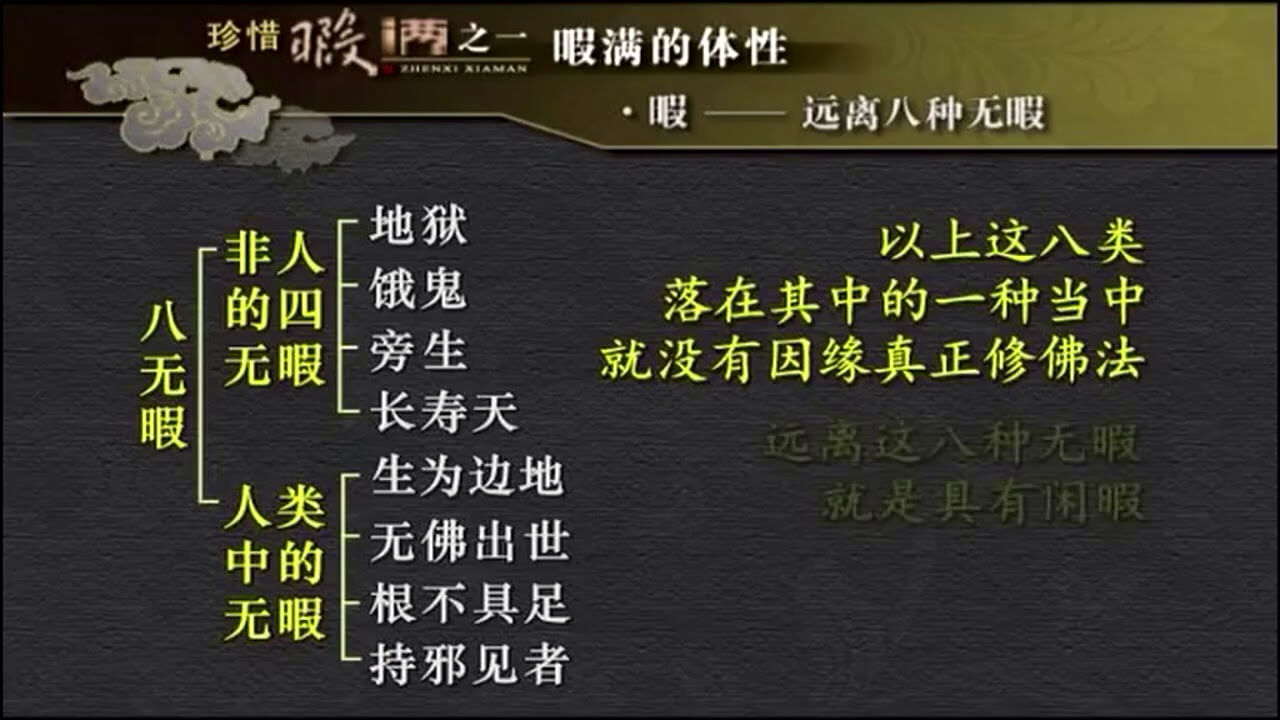 珍惜暇满之一 暇满的体性
ZHENXI XIAMAN
·暇 —— 远离八种无暇
八无暇
非人的四无暇
地狱
饿鬼
旁生
长寿天
人类中的无暇
生为边地
无佛出世
根不具足
持邪见者
以上这八类
落在其中的一种当中
就没有因缘真正修佛法
远离这八种无暇
就是具有闲暇